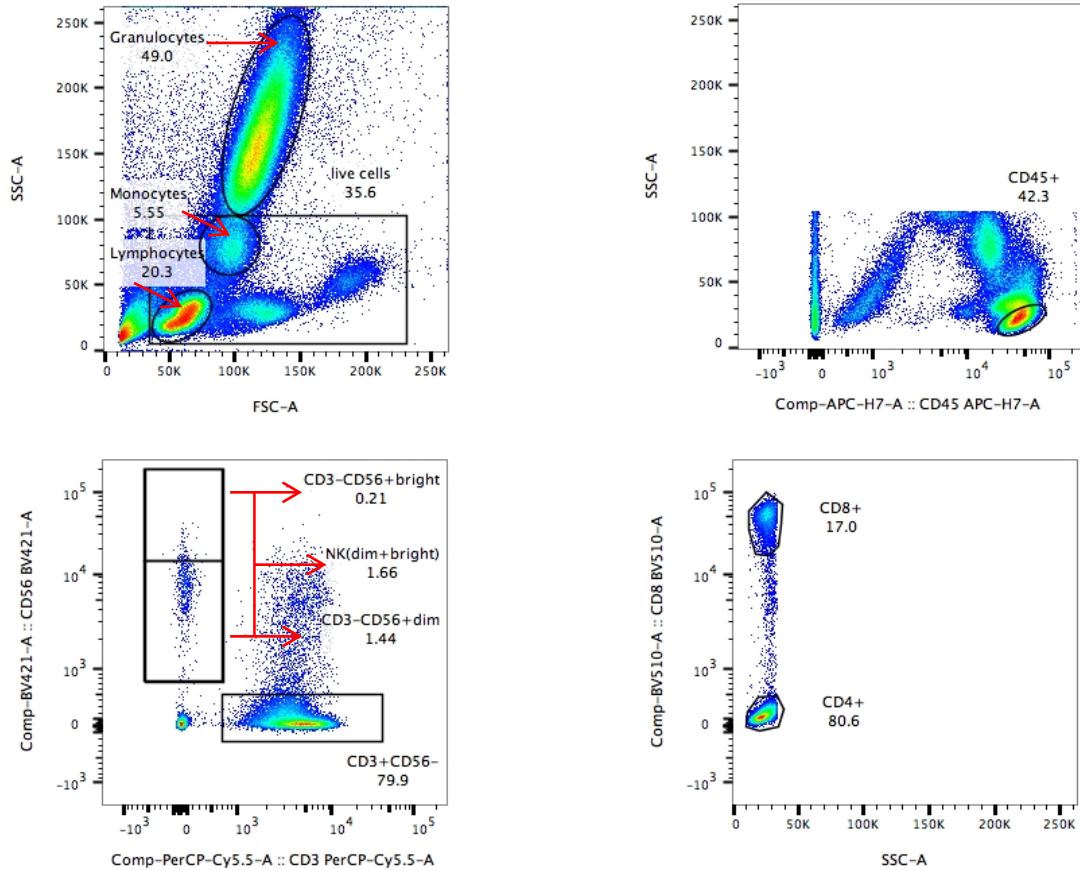 250K
200K
150K
100K
50K
0
SSC-A
Granulocytes
49.0
live cells
35.6
Monocytes
5.55
Lymphocytes
20.3
0
50K
100K
150K
200K
250K
FSC-A
250K
200K
150K
100K
50K
0
SSC-A
CD45+
42.3
-10³
0
10³
10⁴
10⁵
Comp-APC-H7-A :: CD45 APC-H7-A
10⁵
10⁴
10³
0
-10³
Comp-BV421-A :: CD56 BV421-A
CD3-CD56+bright
0.21
NK(dim+bright)
1.66
CD3-CD56+dim
1.44
CD3+CD56-
79.9
-10³
0
10³
10⁴
10⁵
Comp-PerCP-Cy5.5-A :: CD3 PerCP-Cy5.5-A
10⁵
10⁴
10³
0
-10³
Comp-BV510-A :: CD8 BV510-A
CD8+
17.0
CD4+
80.6
0
50K
100K
150K
200K
250K
SSC-A